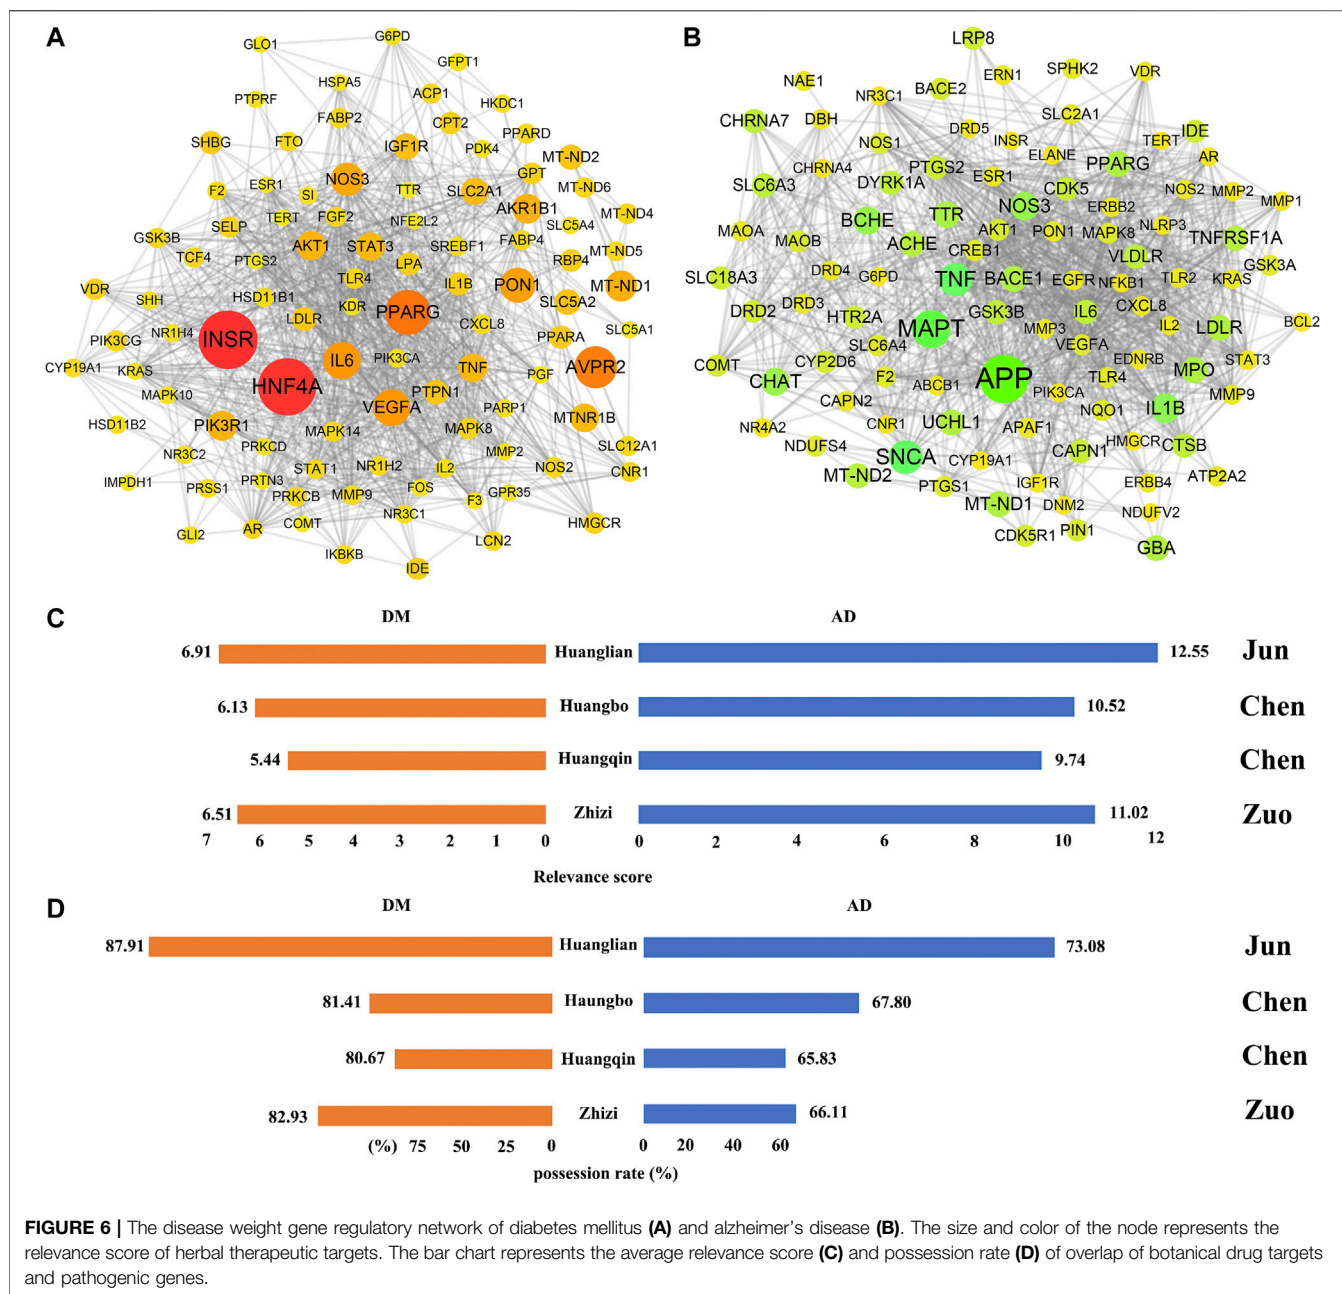 A
GLO1
G6PD
GFPT1
HSPA5
PTPRF
ACP1
HKDC1
FABP2
CPT2
PPARD
SHBG
FTO
IGF1R
PDK4
MT-ND2
GPT
NOS3
ESR1
SI
TTR
SLC2A1
MT-ND6
F2
AKR1B1
TERT
FGF2
NFE2L2
SLC5A4
MT-ND4
SELP
GSK3B
AKT1
STAT3
SREBF1
FABP4
MT-ND5
TCF4
PTGS2
LPA
RBP4
TLR4
IL1B
PON1
MT-ND1
VDR
SHH
HSD11B1
KDR
SLC5A2
LDLR
PPARG
CXCL8
PIK3CG
NR1H4
INSR
PPARA
SLC5A1
CYP19A1
KRAS
IL6
PIK3CA
TNF
PGF
AVPR2
HNF4A
MAPK10
PTPN1
VEGFA
PARP1
MTNR1B
HSD11B2
PIK3R1
MAPK14
MAPK8
PRKCD
MMP2
SLC12A1
NR3C2
STAT1
NR1H2
IL2
NOS2
CNR1
IMPDH1
PRSS1
PRTN3
PRKCB
MMP9
FOS
F3
GPR35
GLI2
AR
COMT
NR3C1
HMGCR
IKBKB
LCN2
IDE
B
LRP8
NAE1
ERN1
SPHK2
VDR
NR3C1
BACE2
CHRNA7
DBH
SLC2A1
DRD5
INSR
TERT
IDE
NOS1
ELANE
AR
CHRNA4
PTGS2
PPARG
SLC6A3
DYRK1A
ESR1
CDK5
NOS2
MMP2
MMP1
BCHE
TTR
NOS3
ERBB2
MAOA
MAOB
ACHE
AKT1
PON1
MAPK8
NLRP3
TNFRSF1A
CREB1
VLDLR
SLC18A3
DRD4
G6PD
TNF
BACE1
EGFR
NFKB1
TLR2
KRAS
GSK3A
DRD2
DRD3
HTR2A
GSK3B
IL6
CXCL8
MAPT
MMP3
IL2
LDLR
BCL2
SLC6A4
VEGFA
COMT
CYP2D6
EDNRB
STAT3
CHAT
F2
ABCB1
APP
PIK3CA
TLR4
MPO
CAPN2
MMP9
NQO1
IL1B
NR4A2
CNR1
UCHL1
APAF1
NDUFS4
HMGCR
SNCA
CYP19A1
CAPN1
CTSB
MT-ND2
PTGS1
IGF1R
ERBB4
ATP2A2
MT-ND1
DNM2
NDUFV2
CDK5R1
PIN1
GBA
C
DM
AD
6.91
Huanglian
12.55
Jun
6.13
Huangbo
10.52
Chen
5.44
Huangqin
9.74
Chen
6.51
Zhizi
11.02
Zuo
7 6 5 4 3 2 1 0 0 2 4 6 8 10 12
Relevance score
D
DM
AD
87.91
Huanglian
73.08
Jun
81.41
Haungbo
67.80
Chen
80.67
Huangqin
65.83
Chen
82.93
Zhizi
66.11
Zuo
(%) 75 50 25 0 0 20 40 60
possession rate (%)
FIGURE 6 | The disease weight gene regulatory network of diabetes mellitus (A) and alzheimer's disease (B). The size and color of the node represents the
relevance score of herbal therapeutic targets. The bar chart represents the average relevance score (C) and possession rate (D) of overlap of botanical drug targets
and pathogenic genes.